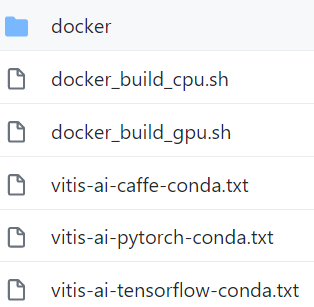 docker
docker_build_cpu.sh
docker_build_gpu.sh
vitis-ai-caffe-conda.txt
vitis-ai-pytorch-conda.txt
vitis-ai-tensorflow-conda.txt